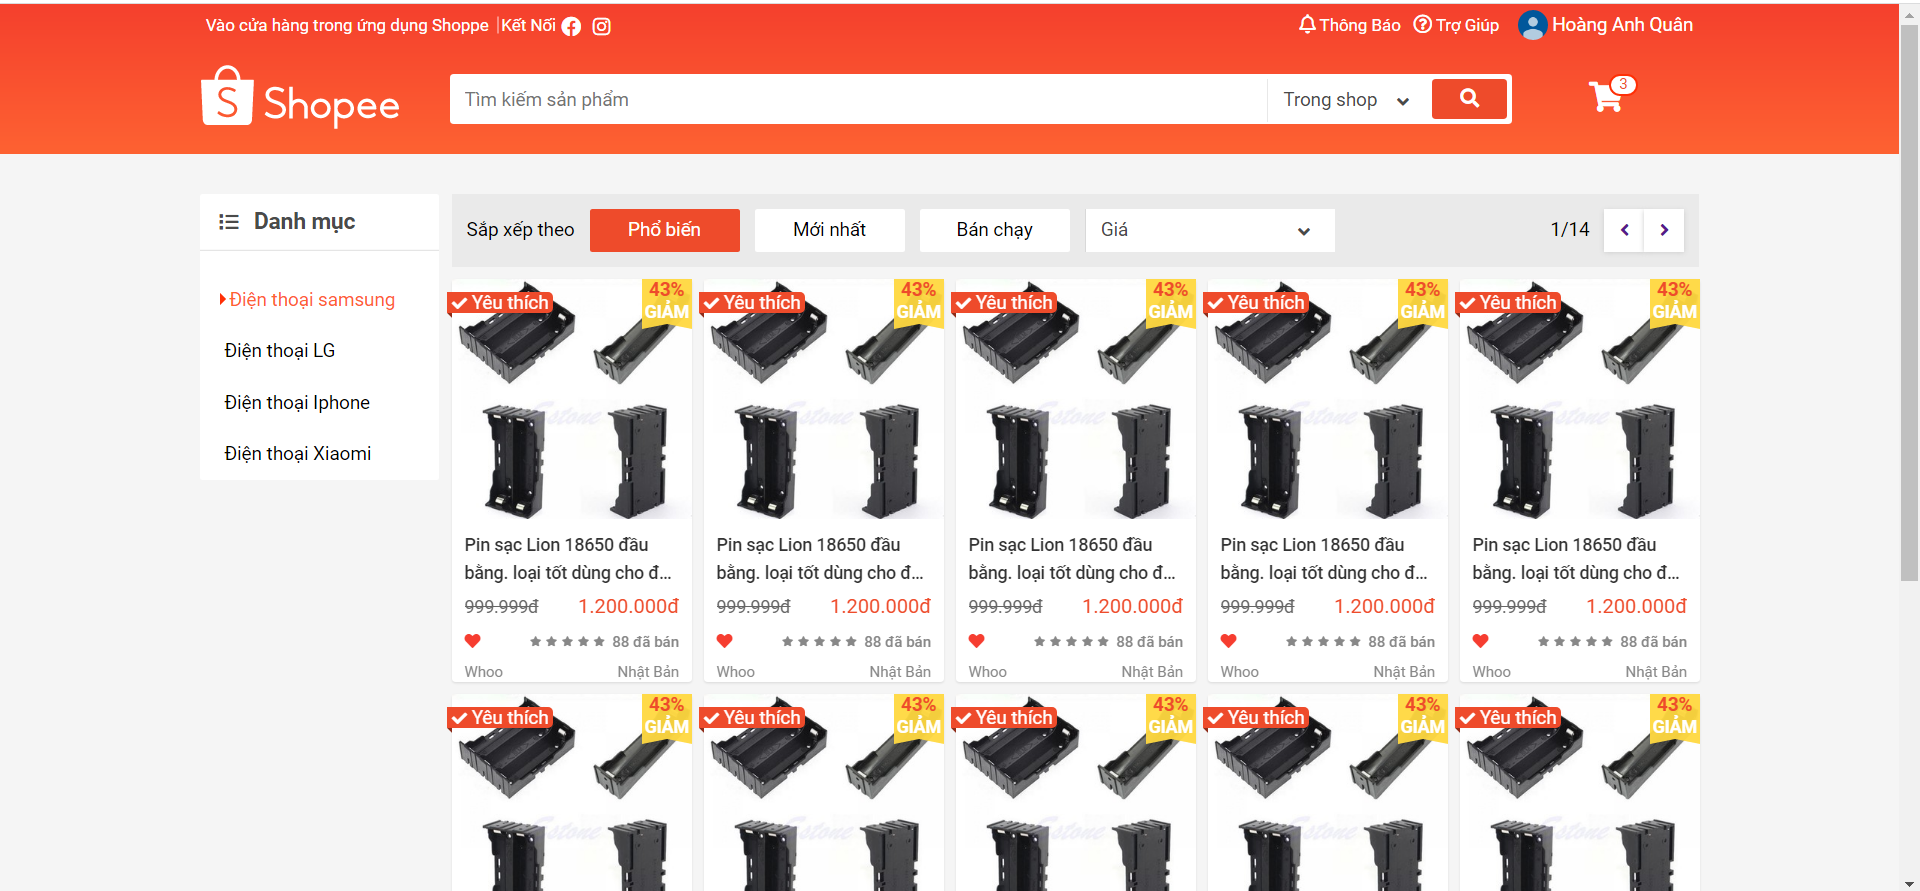 Vào cửa hàng trong ứng dụng Shoppe | Kết Nối
Thông Báo
Trợ Giúp
Hoàng Anh Quân
Shopee
Tìm kiếm sản phẩm
Trong shop
3
Danh mục
Điện thoại samsung
Điện thoại LG
Điện thoại Iphone
Điện thoại Xiaomi
Sắp xếp theo
Phổ biến
Mới nhất
Bán chạy
Giá
1/14
Yêu thích
43%
GIẢM
Pin sạc Lion 18650 đầu
bằng. loại tốt dùng cho đ...
999.999đ 1.200.000đ
88 đã bán
Whoo Nhật Bản
Yêu thích
43%
GIẢM
Pin sạc Lion 18650 đầu
bằng. loại tốt dùng cho đ...
999.999đ 1.200.000đ
88 đã bán
Whoo Nhật Bản
Yêu thích
43%
GIẢM
Pin sạc Lion 18650 đầu
bằng. loại tốt dùng cho đ...
999.999đ 1.200.000đ
88 đã bán
Whoo Nhật Bản
Yêu thích
43%
GIẢM
Pin sạc Lion 18650 đầu
bằng. loại tốt dùng cho đ...
999.999đ 1.200.000đ
88 đã bán
Whoo Nhật Bản
Yêu thích
43%
GIẢM
Pin sạc Lion 18650 đầu
bằng. loại tốt dùng cho đ...
999.999đ 1.200.000đ
88 đã bán
Whoo Nhật Bản
Yêu thích
43%
GIẢM
Yêu thích
43%
GIẢM
Yêu thích
43%
GIẢM
Yêu thích
43%
GIẢM
Yêu thích
43%
GIẢM